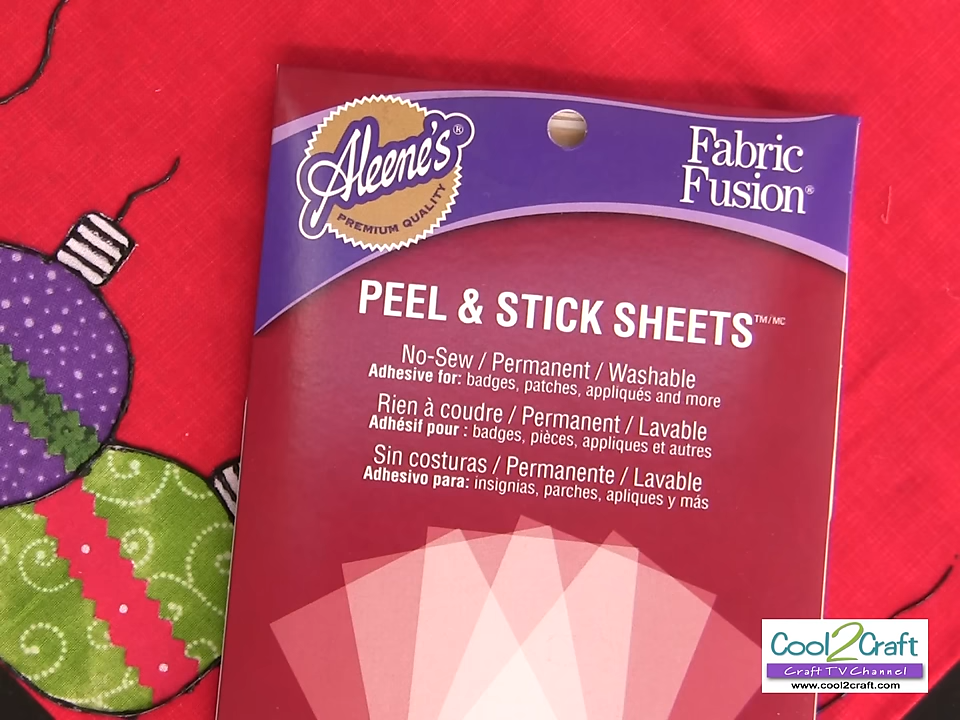 Aleene's®
PREMIUM QUALITY
Fabric
Fusion®
PEEL & STICK SHEETS™/MC
No-Sew / Permanent / Washable
Adhesive for: badges, patches, appliqués and more
Rien à coudre / Permanent / Lavable
Adhésif pour : badges, pièces, appliques et autres
Sin costuras / Permanente / Lavable
Adhesivo para: insignias, parches, apliques y más
Cool2Craft
Craft TV Channel
www.cool2craft.com